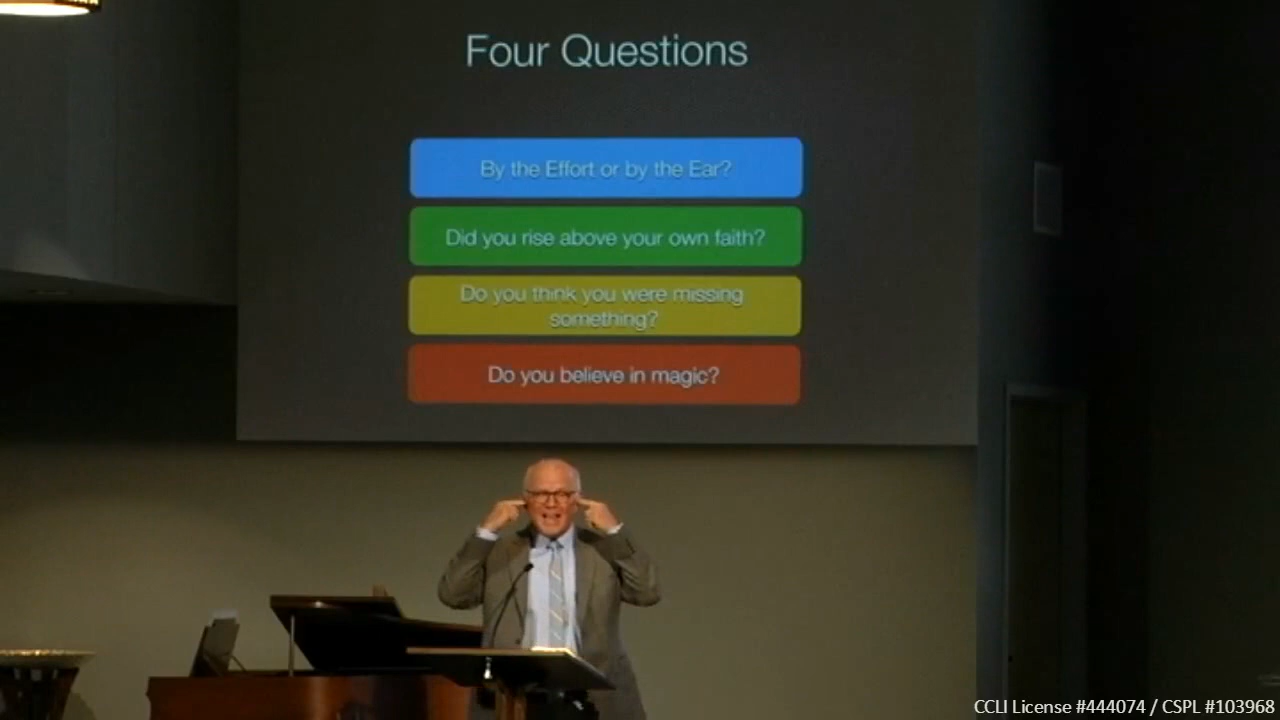 Four Questions
By the Effort or by the Ear?
Did you rise above your own faith?
Do you think you were missing
something?
Do you believe in magic?
CCLI License #444074 / CSPL #103968